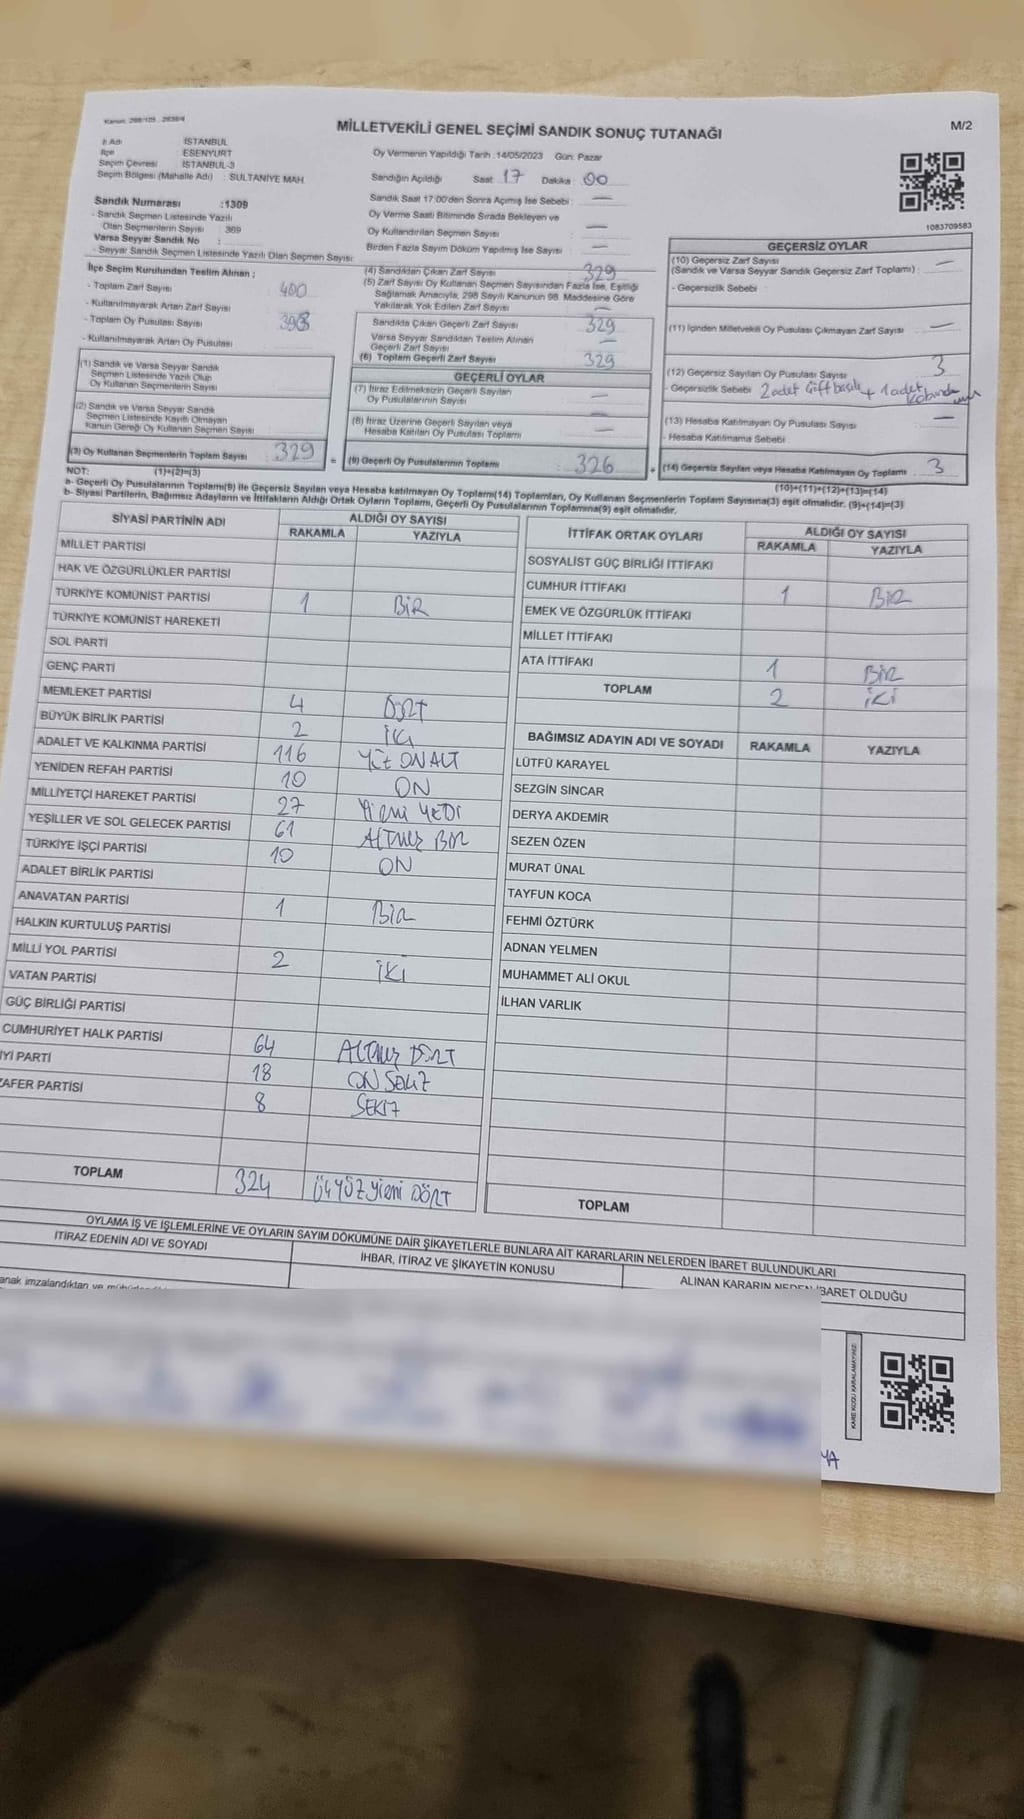 MİLLETVEKİLİ GENEL SEÇİMİ SANDIK SONUÇ TUTANAĞI
M/2
İl Adı İSTANBUL
İlçe ESENYURT
Seçim Çevresi İSTANBUL-3
Seçim Bölgesi (Mahalle Adı) : SULTANİYE MAH.
Oy Vermenin Yapıldığı Tarih : 14/05/2023 Gün: Pazar
Sandığın Açıldığı Saat 17 Dakika : 00
Sandık Saat 17:00'den Sonra Açımış İse Sebebi : —
Oy Verme Saati Bitiminde Sırada Bekleyen ve
Oy Kullandırılan Seçmen Sayısı —
Birden Fazla Sayım Döküm Yapılmış İse Sayısı —
1083709583
Sandık Numarası :1309
- Sandık Seçmen Listesinde Yazılı
Olan Seçmenlerin Sayısı : 369
Varsa Seyyar Sandık No :
- Seyyar Sandık Seçmen Listesinde Yazılı Olan Seçmen Sayısı:
İlçe Seçim Kurulundan Teslim Alınan ;
- Toplam Zarf Sayısı 400
- Kullanılmayarak Artan Zarf Sayısı
- Toplam Oy Pusulası Sayısı
- Kullanılmayarak Artan Oy Pusulası
(1) Sandık ve Varsa Seyyar Sandık
Seçmen Listesinde Yazılı Olup
Oy Kullanan Seçmenlerin Sayısı
(2) Sandık ve Varsa Seyyar Sandık
Seçmen Listesinde Kayıtlı Olmayan
Kanun Gereği Oy Kullanan Seçmen Sayısı
(3) Oy Kullanan Seçmenlerin Toplam Sayısı 329
(4) Sandıktan Çıkan Zarf Sayısı 329
(5) Zarf Sayısı Oy Kullanan Seçmen Sayısından Fazla İse, Eşitliği
Sağlamak Amacıyla, 298 Sayılı Kanunun 98. Maddesine Göre
Yakılarak Yok Edilen Zarf Sayısı —
Sandıkta Çıkan Geçerli Zarf Sayısı 329
Varsa Seyyar Sandıktan Teslim Alınan
Geçerli Zarf Sayısı —
(6) Toplam Geçerli Zarf Sayısı 329
GEÇERLİ OYLAR
(7) İtiraz Edilmeksizin Geçerli Sayılan
Oy Pusulalarının Sayısı —
(8) İtiraz Üzerine Geçerli Sayılan veya
Hesaba Katılan Oy Pusulası Toplamı —
= (9) Geçerli Oy Pusulalarının Toplamı 326
GEÇERSİZ OYLAR
(10) Geçersiz Zarf Sayısı
(Sandık ve Varsa Seyyar Sandık Geçersiz Zarf Toplamı) : —
- Geçersizlik Sebebi :
(11) İçinden Milletvekili Oy Pusulası Çıkmayan Zarf Sayısı —
(12) Geçersiz Sayılan Oy Pusulası Sayısı 3
- Geçersizlik Sebebi 2 adet Çift + 1 adet
(13) Hesaba Katılmayan Oy Pusulası Sayısı —
- Hesaba Katılmama Sebebi
+ (14) Geçersiz Sayılan veya Hesaba Katılmayan Oy Toplamı 3
NOT: (1)+(2)=(3)
(10)+(11)+(12)+(13)=(14)
a- Geçerli Oy Pusulalarının Toplamı(9) ile Geçersiz Sayılan veya Hesaba katılmayan Oy Toplamı(14) Toplamları, Oy Kullanan Seçmenlerin Toplam Sayısına(3) eşit olmalıdır. (9)+(14)=(3)
b- Siyasi Partilerin, Bağımsız Adayların ve İttifakların Aldığı Ortak Oyların Toplamı, Geçerli Oy Pusulalarının Toplamına(9) eşit olmalıdır.
SİYASİ PARTİNİN ADI ALDIĞI OY SAYISI
RAKAMLA YAZIYLA
MİLLET PARTİSİ
HAK VE ÖZGÜRLÜKLER PARTİSİ
TÜRKİYE KOMÜNİST PARTİSİ 1 BİR
TÜRKİYE KOMÜNİST HAREKETİ
SOL PARTİ
GENÇ PARTİ
MEMLEKET PARTİSİ 4 DÖRT
BÜYÜK BİRLİK PARTİSİ 2 İKİ
ADALET VE KALKINMA PARTİSİ 116 YÜZ ONALTI
YENİDEN REFAH PARTİSİ 10 ON
MİLLİYETÇİ HAREKET PARTİSİ 27 YİRMİ YEDİ
YEŞİLLER VE SOL GELECEK PARTİSİ 61 ALTMIŞ BİR
TÜRKİYE İŞÇİ PARTİSİ 10 ON
ADALET BİRLİK PARTİSİ
ANAVATAN PARTİSİ 1 BİR
HALKIN KURTULUŞ PARTİSİ
MİLLİ YOL PARTİSİ 2 İKİ
VATAN PARTİSİ
GÜÇ BİRLİĞİ PARTİSİ
CUMHURİYET HALK PARTİSİ 64 ALTMIŞ DÖRT
İYİ PARTİ 18 ON SEKİZ
ZAFER PARTİSİ 8 SEKİZ
TOPLAM 324 ÜÇYÜZ YİRMİ DÖRT
İTTİFAK ORTAK OYLARI ALDIĞI OY SAYISI
RAKAMLA YAZIYLA
SOSYALİST GÜÇ BİRLİĞİ İTTİFAKI
CUMHUR İTTİFAKI 1 BİR
EMEK VE ÖZGÜRLÜK İTTİFAKI
MİLLET İTTİFAKI
ATA İTTİFAKI 1 BİR
TOPLAM 2 İKİ
BAĞIMSIZ ADAYIN ADI VE SOYADI RAKAMLA YAZIYLA
LÜTFÜ KARAYEL
SEZGİN SİNCAR
DERYA AKDEMİR
SEZEN ÖZEN
MURAT ÜNAL
TAYFUN KOCA
FEHMİ ÖZTÜRK
ADNAN YELMEN
MUHAMMET ALİ OKUL
İLHAN VARLIK
TOPLAM
OYLAMA İŞ VE İŞLEMLERİNE VE OYLARIN SAYIM DÖKÜMÜNE DAİR ŞİKAYETLERLE BUNLARA AİT KARARLARIN NELERDEN İBARET BULUNDUKLARI
İTİRAZ EDENİN ADI VE SOYADI
İHBAR, İTİRAZ VE ŞİKAYETİN KONUSU
ALINAN KARARIN NEDEN İBARET OLDUĞU
anak imzalandıktan ve
KARE KODU KARALAMAYINIZ